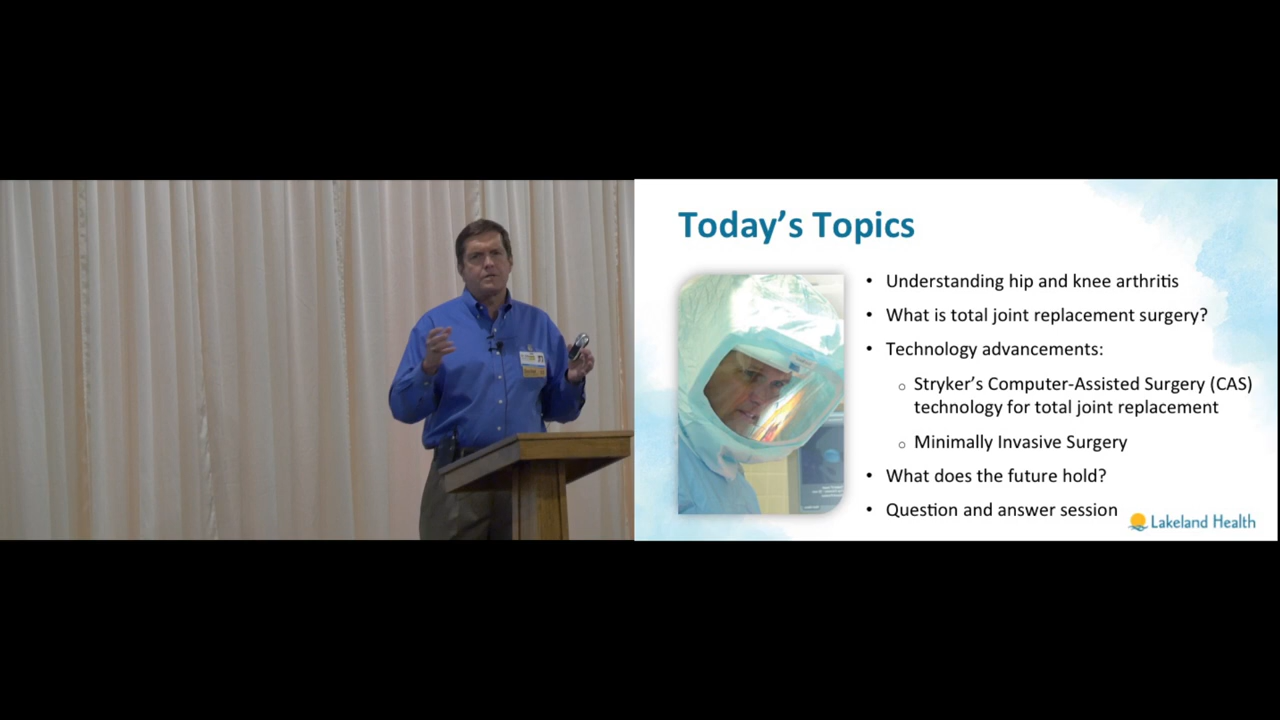 Today's Topics
• Understanding hip and knee arthritis
• What is total joint replacement surgery?
• Technology advancements:
○ Stryker's Computer-Assisted Surgery (CAS)
technology for total joint replacement
○ Minimally Invasive Surgery
• What does the future hold?
• Question and answer session
Lakeland Health